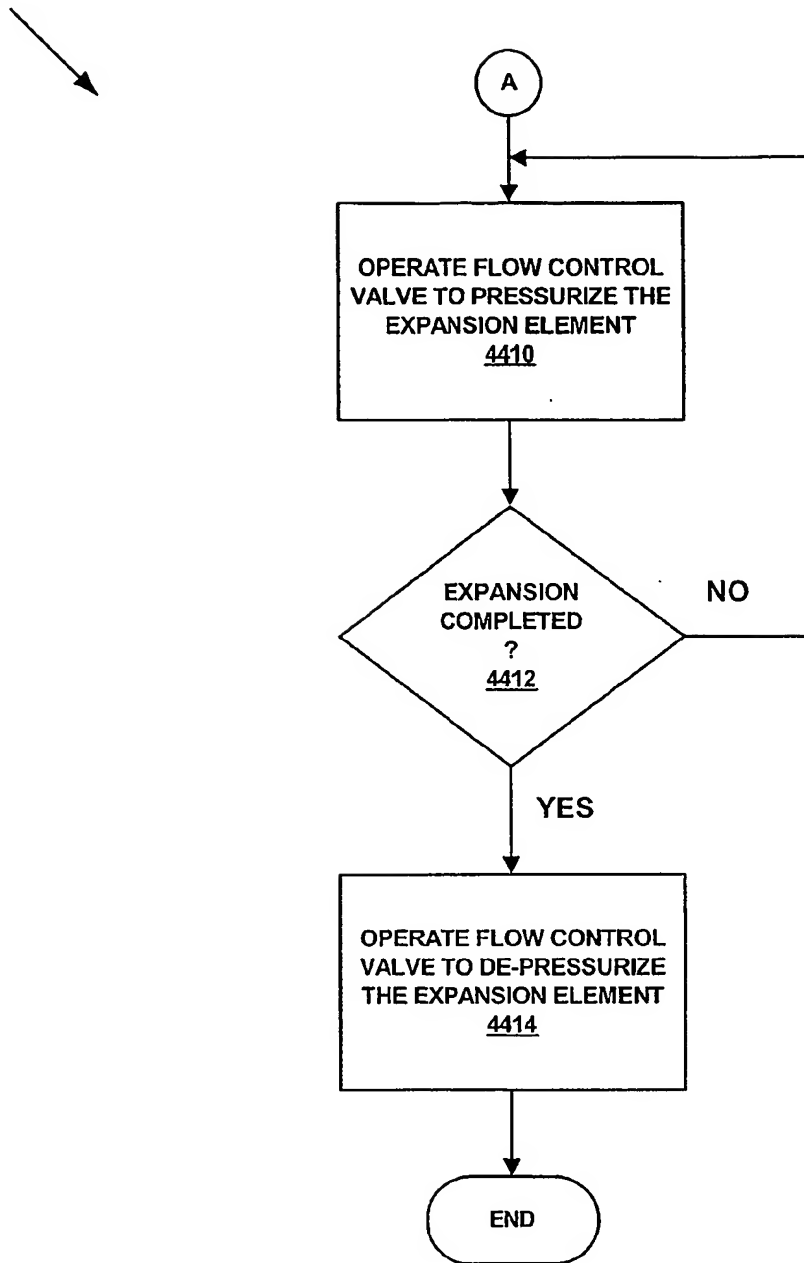 A
OPERATE FLOW CONTROL
VALVE TO PRESSURIZE THE
EXPANSION ELEMENT
4410
EXPANSION
COMPLETED
?
4412
NO
YES
OPERATE FLOW CONTROL
VALVE TO DE-PRESSURIZE
THE EXPANSION ELEMENT
4414
END